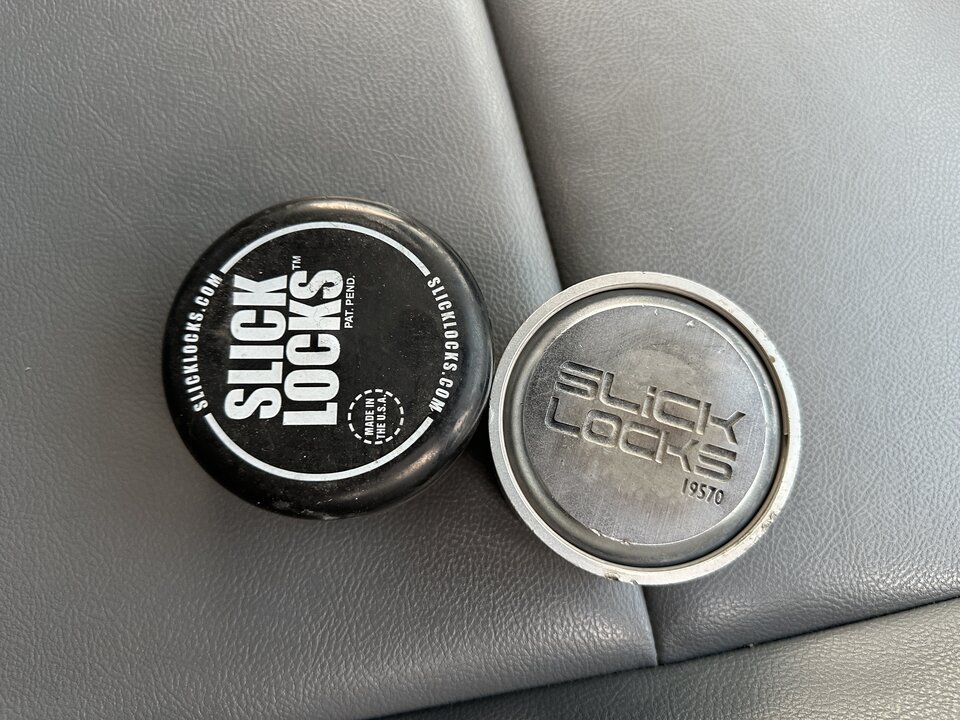 SLICKLOCKS.COM
SLICK
LOCKS™
PAT. PEND.
MADE IN
THE U.S.A.
SLICKLOCKS.COM
SLiCK
LOCKS
19570